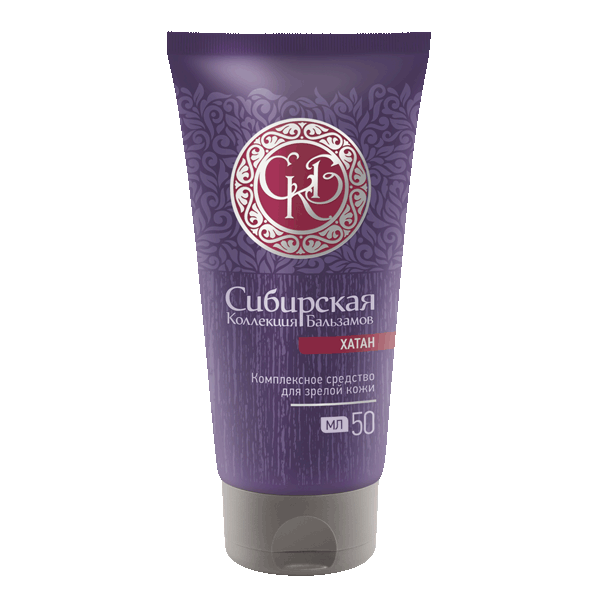 СКБ
Сибирская
Коллекция Бальзамов
ХАТАН
Комплексное средство
для зрелой кожи
МЛ 50